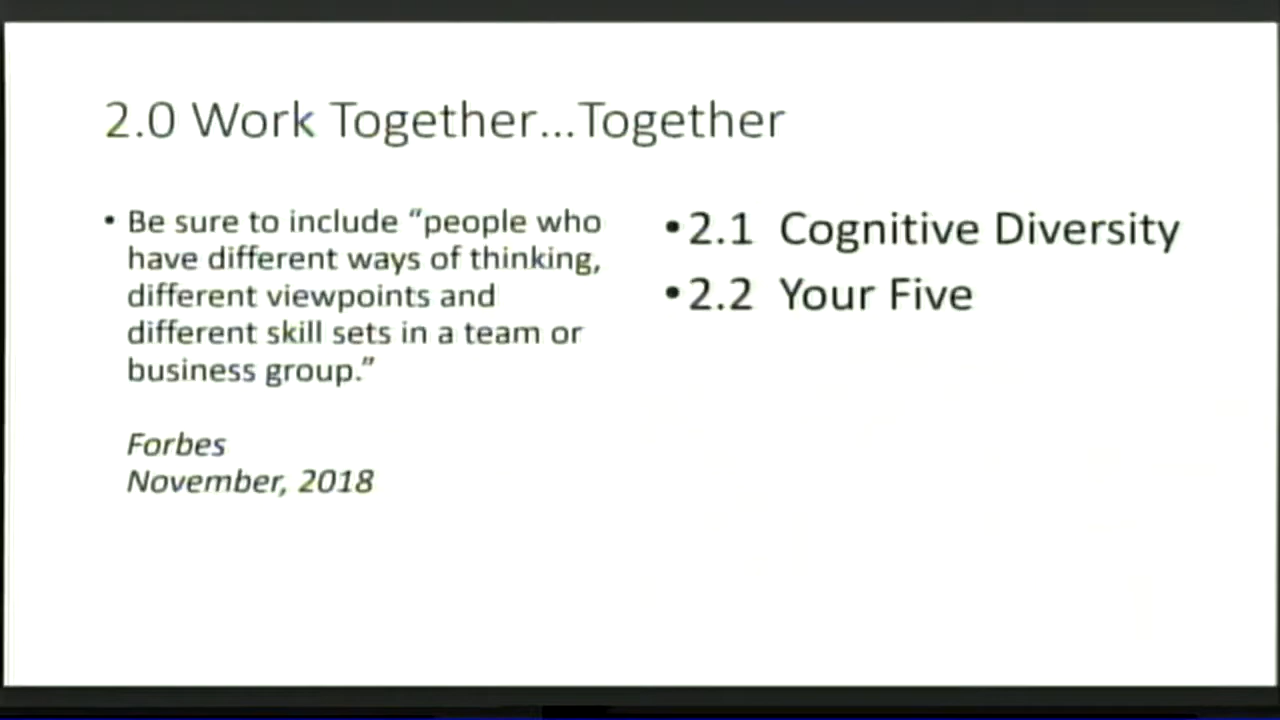 2.0 Work Together...Together
• Be sure to include “people who
have different ways of thinking,
different viewpoints and
different skill sets in a team or
business group.”
Forbes
November, 2018
• 2.1 Cognitive Diversity
• 2.2 Your Five